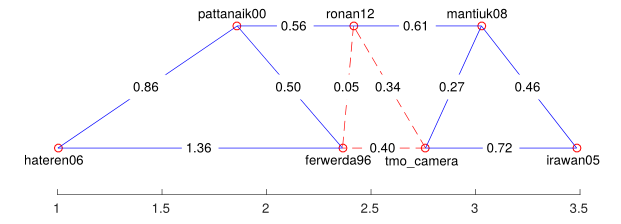 pattanaik00 ronan12 mantiuk08
0.56 0.61
0.86 0.50 0.05 0.34 0.27 0.46
1.36 0.40 0.72
hateren06 ferwerda96 tmo_camera irawan05
1 1.5 2 2.5 3 3.5